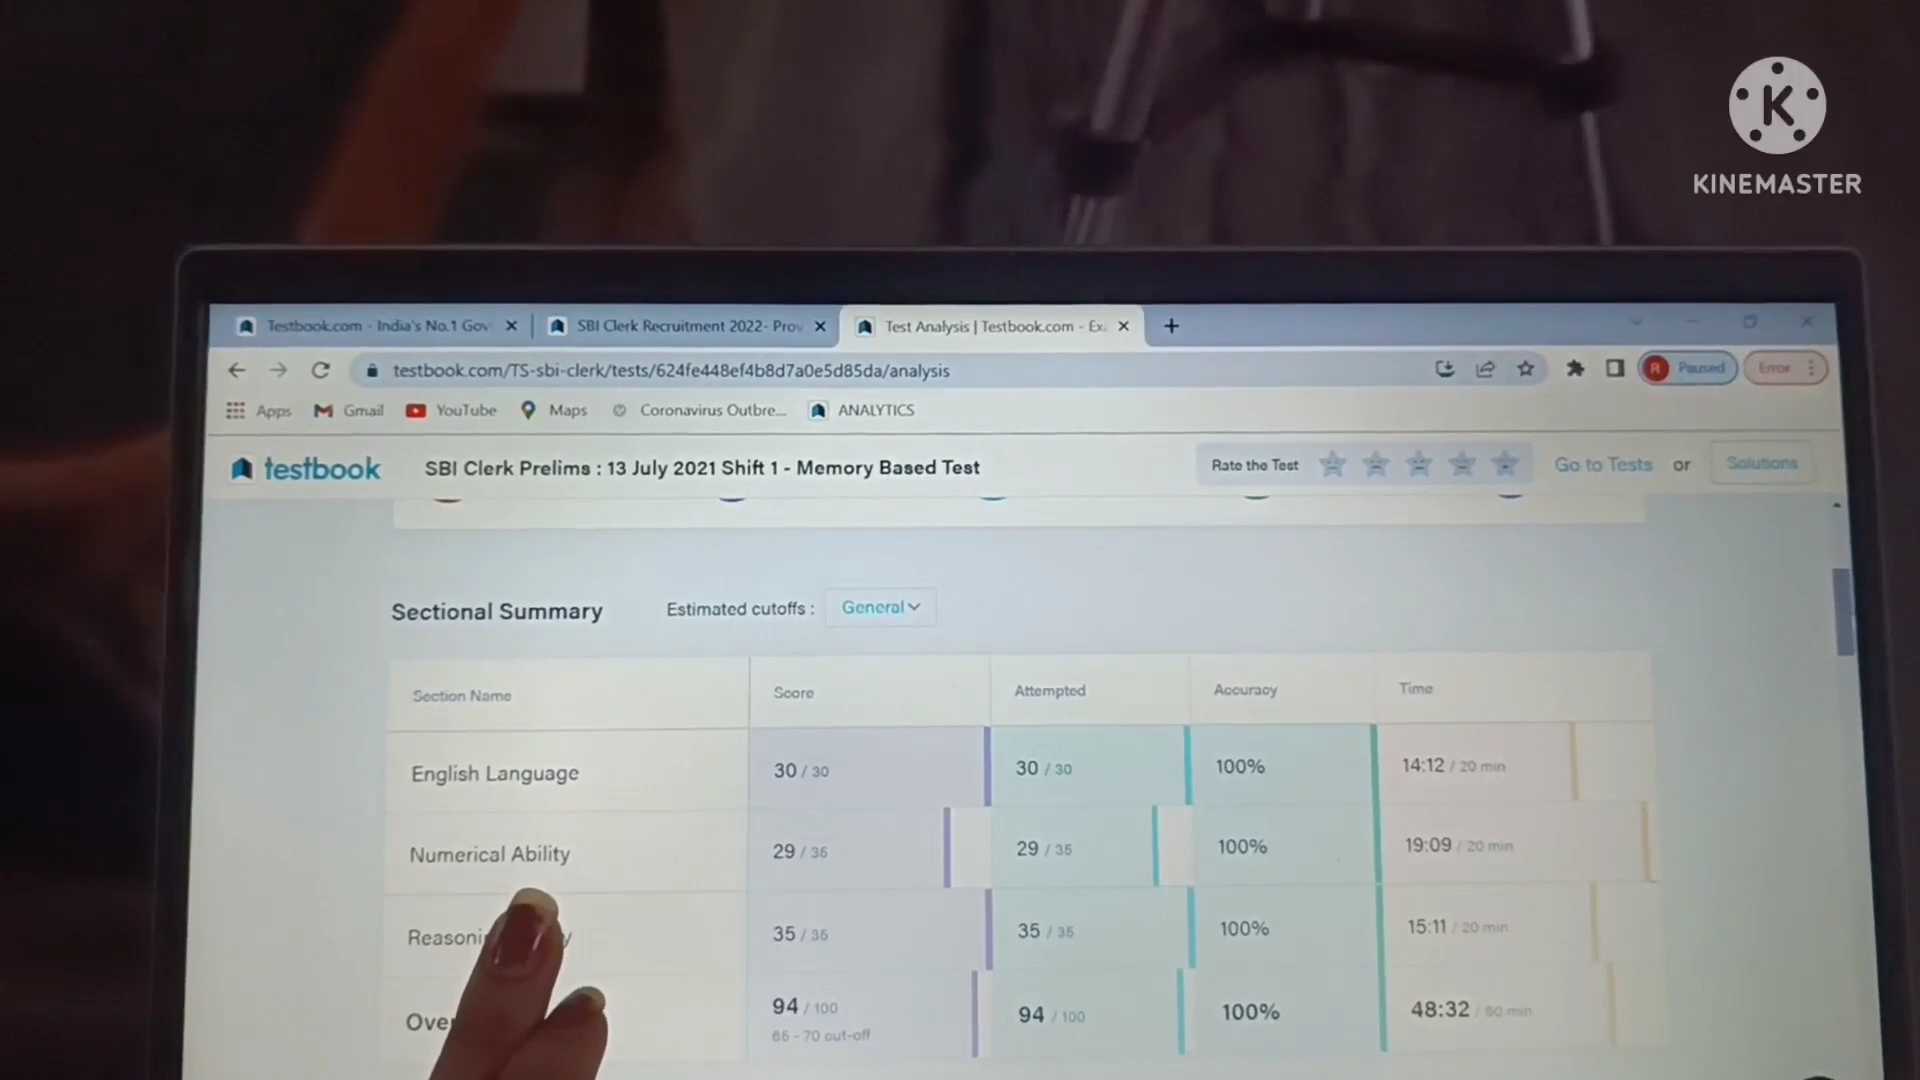 K
KINEMASTER
Testbook.com - India's No.1 Gov
SBI Clerk Recruitment 2022- Prov
Test Analysis | Testbook.com - Ex
testbook.com/TS-sbi-clerk/tests/624fe448ef4b8d7a0e5d85da/analysis
R Paused
Error
Apps
Gmail
YouTube
Maps
Coronavirus Outbre...
ANALYTICS
testbook
SBI Clerk Prelims : 13 July 2021 Shift 1 - Memory Based Test
Rate the Test
Go to Tests or Solutions
Sectional Summary
Estimated cutoffs : General
Section Name Score Attempted Accuracy Time
English Language 30 / 30 30 / 30 100% 14:12 / 20 min
Numerical Ability 29 / 35 29 / 35 100% 19:09 / 20 min
Reasoni y 35 / 35 35 / 35 100% 15:11 / 20 min
Over 94 / 100 94 / 100 100% 48:32 / 60 min
65 - 70 cut-off